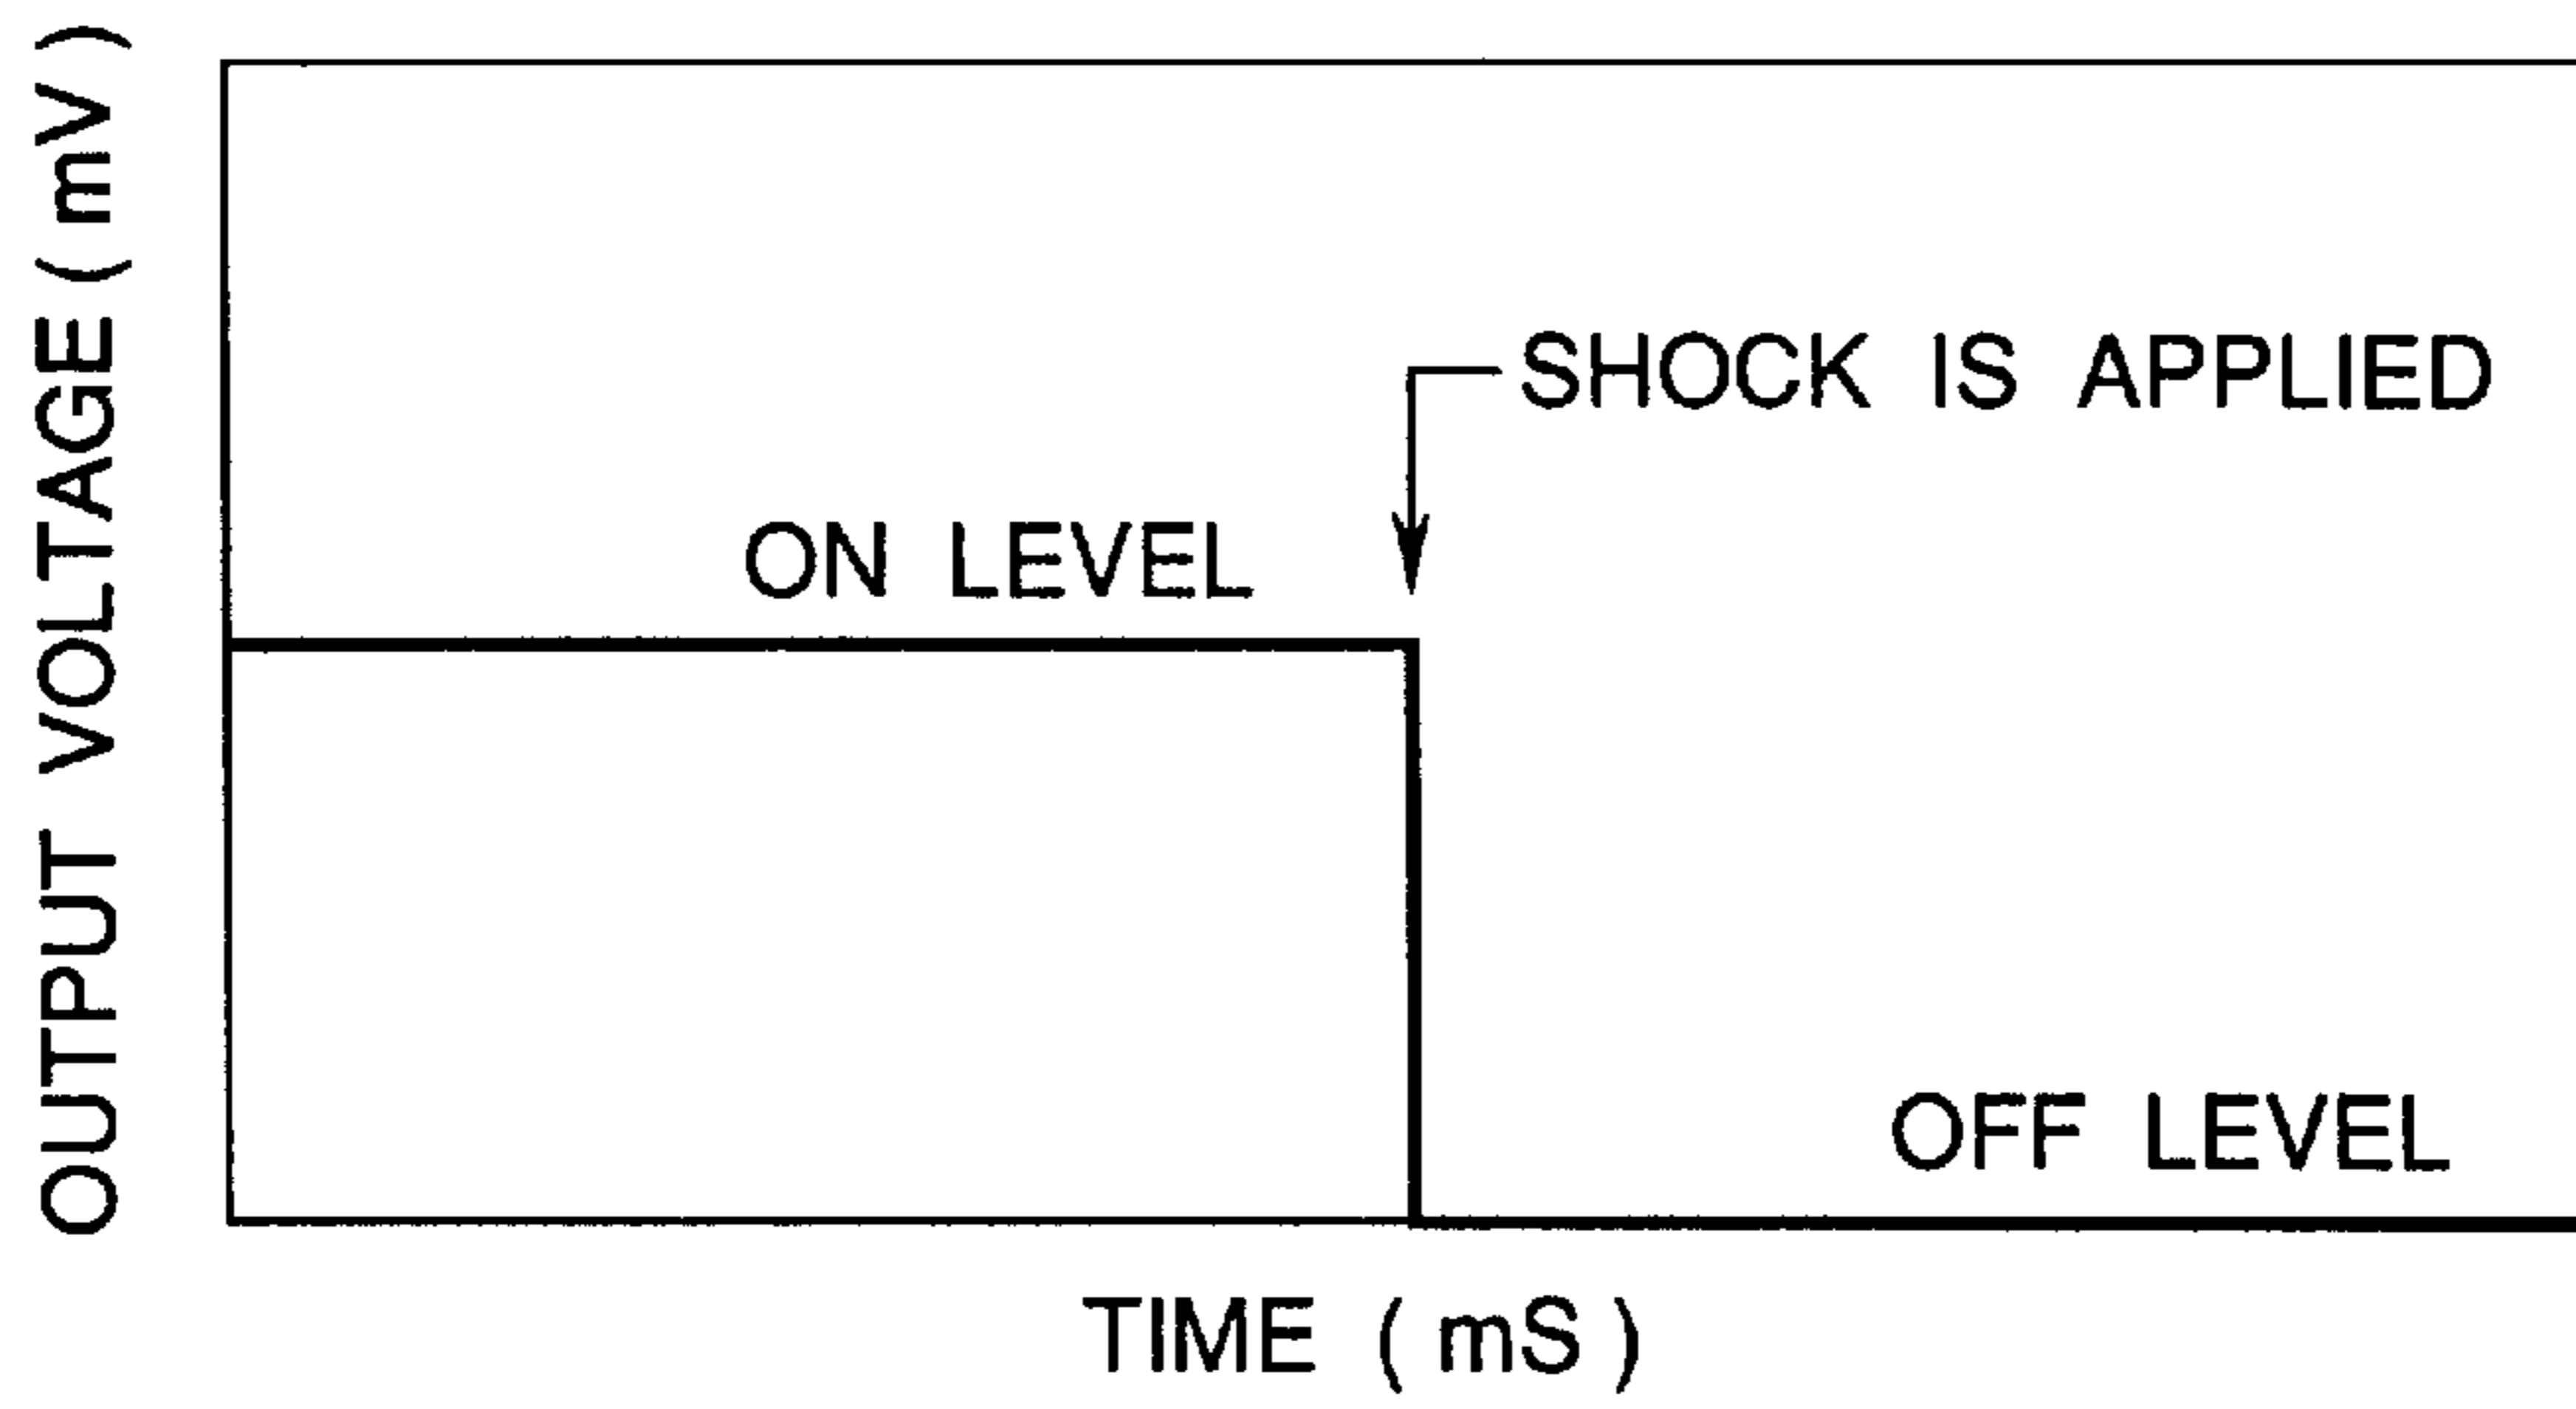 OUTPUT VOLTAGE ( mV )
SHOCK IS APPLIED
ON LEVEL
OFF LEVEL
TIME ( mS )